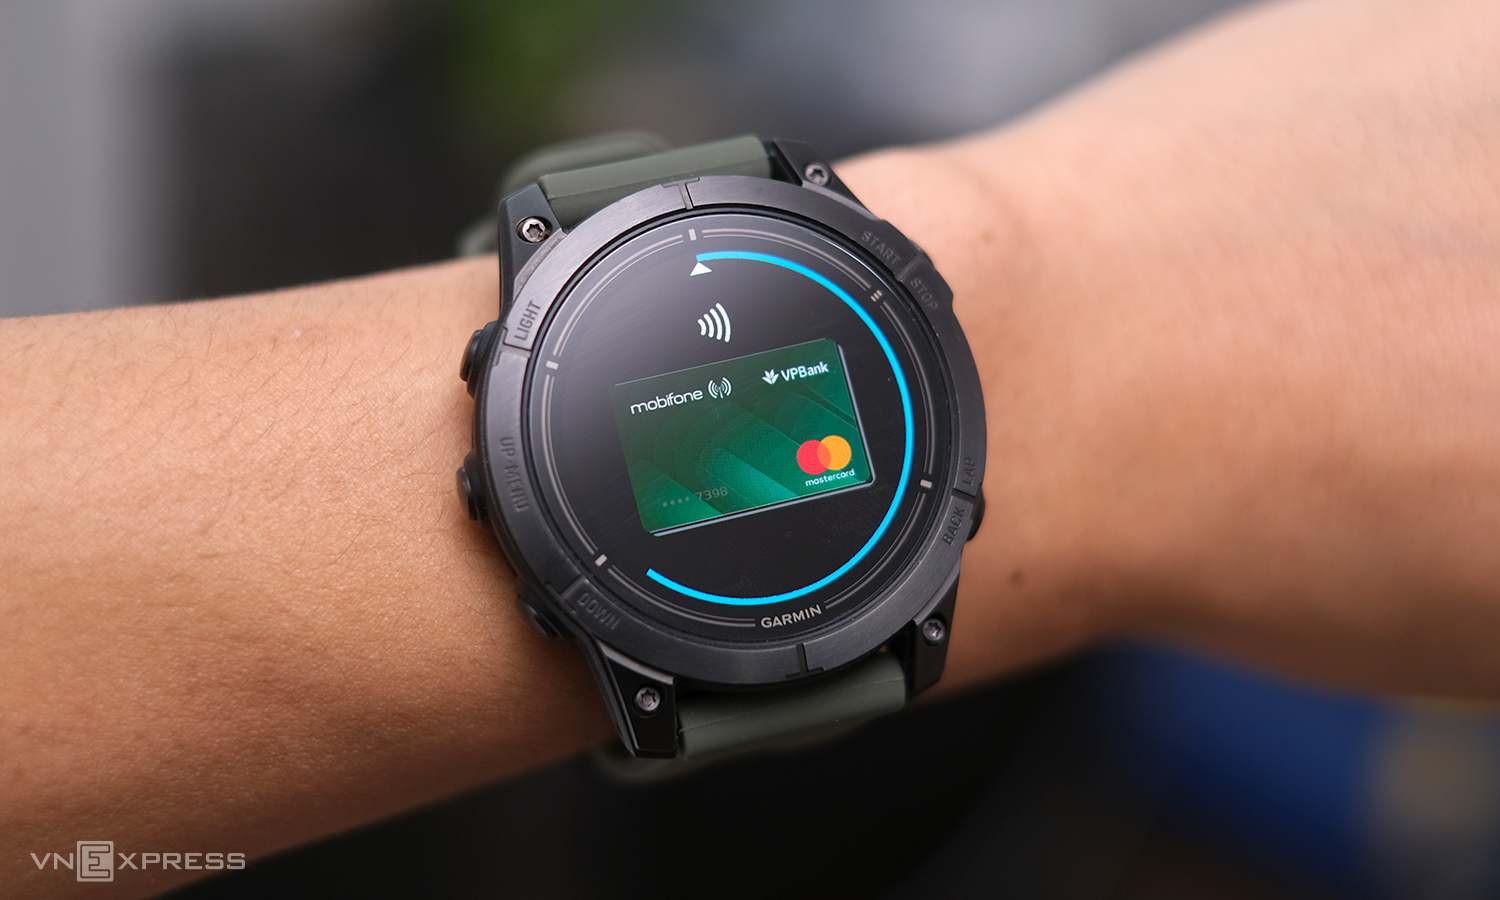 START
STOP
LIGHT
mobifone
VPBank
mastercard
•••• 7398
UP·MENU
LAP
BACK
DOWN
GARMIN
VNEXPRESS